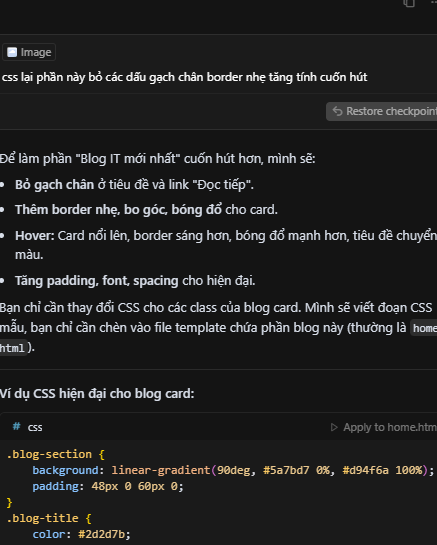 Image
css lại phần này bỏ các dấu gạch chân border nhẹ tăng tính cuốn hút
Restore checkpoint
Để làm phần "Blog IT mới nhất" cuốn hút hơn, mình sẽ:
• Bỏ gạch chân ở tiêu đề và link "Đọc tiếp".
• Thêm border nhẹ, bo góc, bóng đổ cho card.
• Hover: Card nổi lên, border sáng hơn, bóng đổ mạnh hơn, tiêu đề chuyển
màu.
• Tăng padding, font, spacing cho hiện đại.
Bạn chỉ cần thay đổi CSS cho các class của blog card. Mình sẽ viết đoạn CSS
mẫu, bạn chỉ cần chèn vào file template chứa phần blog này (thường là home
html).
Ví dụ CSS hiện đại cho blog card:
# css
Apply to home.htm
.blog-section {
    background: linear-gradient(90deg, #5a7bd7 0%, #d94f6a 100%);
    padding: 48px 0 60px 0;
}
.blog-title {
    color: #2d2d7b;